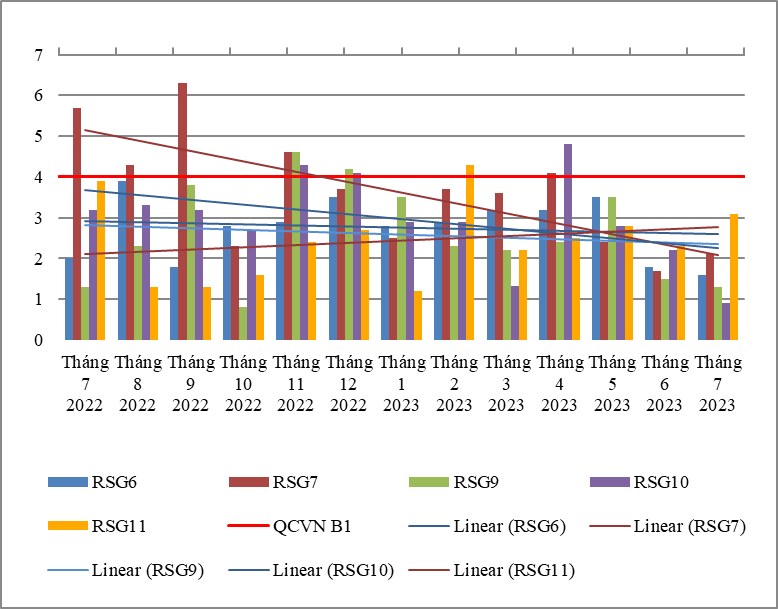 7
6
5
4
3
2
1
0
Tháng Tháng Tháng Tháng Tháng Tháng Tháng Tháng Tháng Tháng Tháng Tháng Tháng
7 8 9 10 11 12 1 2 3 4 5 6 7
2022 2022 2022 2022 2022 2022 2023 2023 2023 2023 2023 2023 2023
RSG6 RSG7 RSG9 RSG10
RSG11 QCVN B1 Linear (RSG6) Linear (RSG7)
Linear (RSG9) Linear (RSG10) Linear (RSG11)